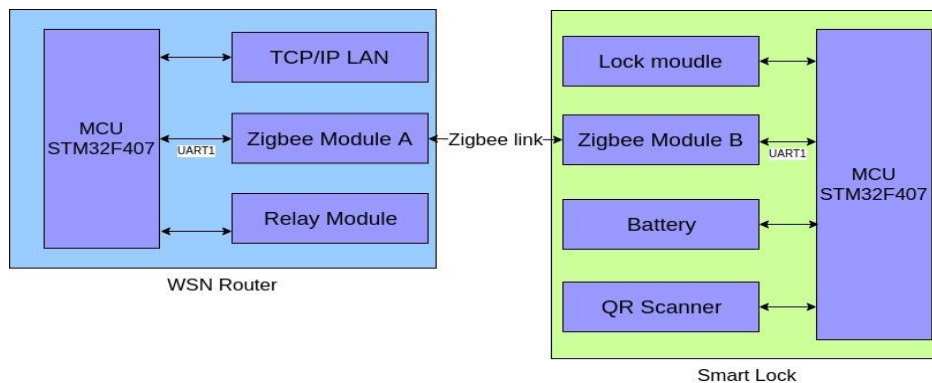 MCU
STM32F407
TCP/IP LAN
Zigbee Module A
UART1
Relay Module
WSN Router
Zigbee link
Lock moudle
Zigbee Module B
UART1
Battery
QR Scanner
MCU
STM32F407
Smart Lock